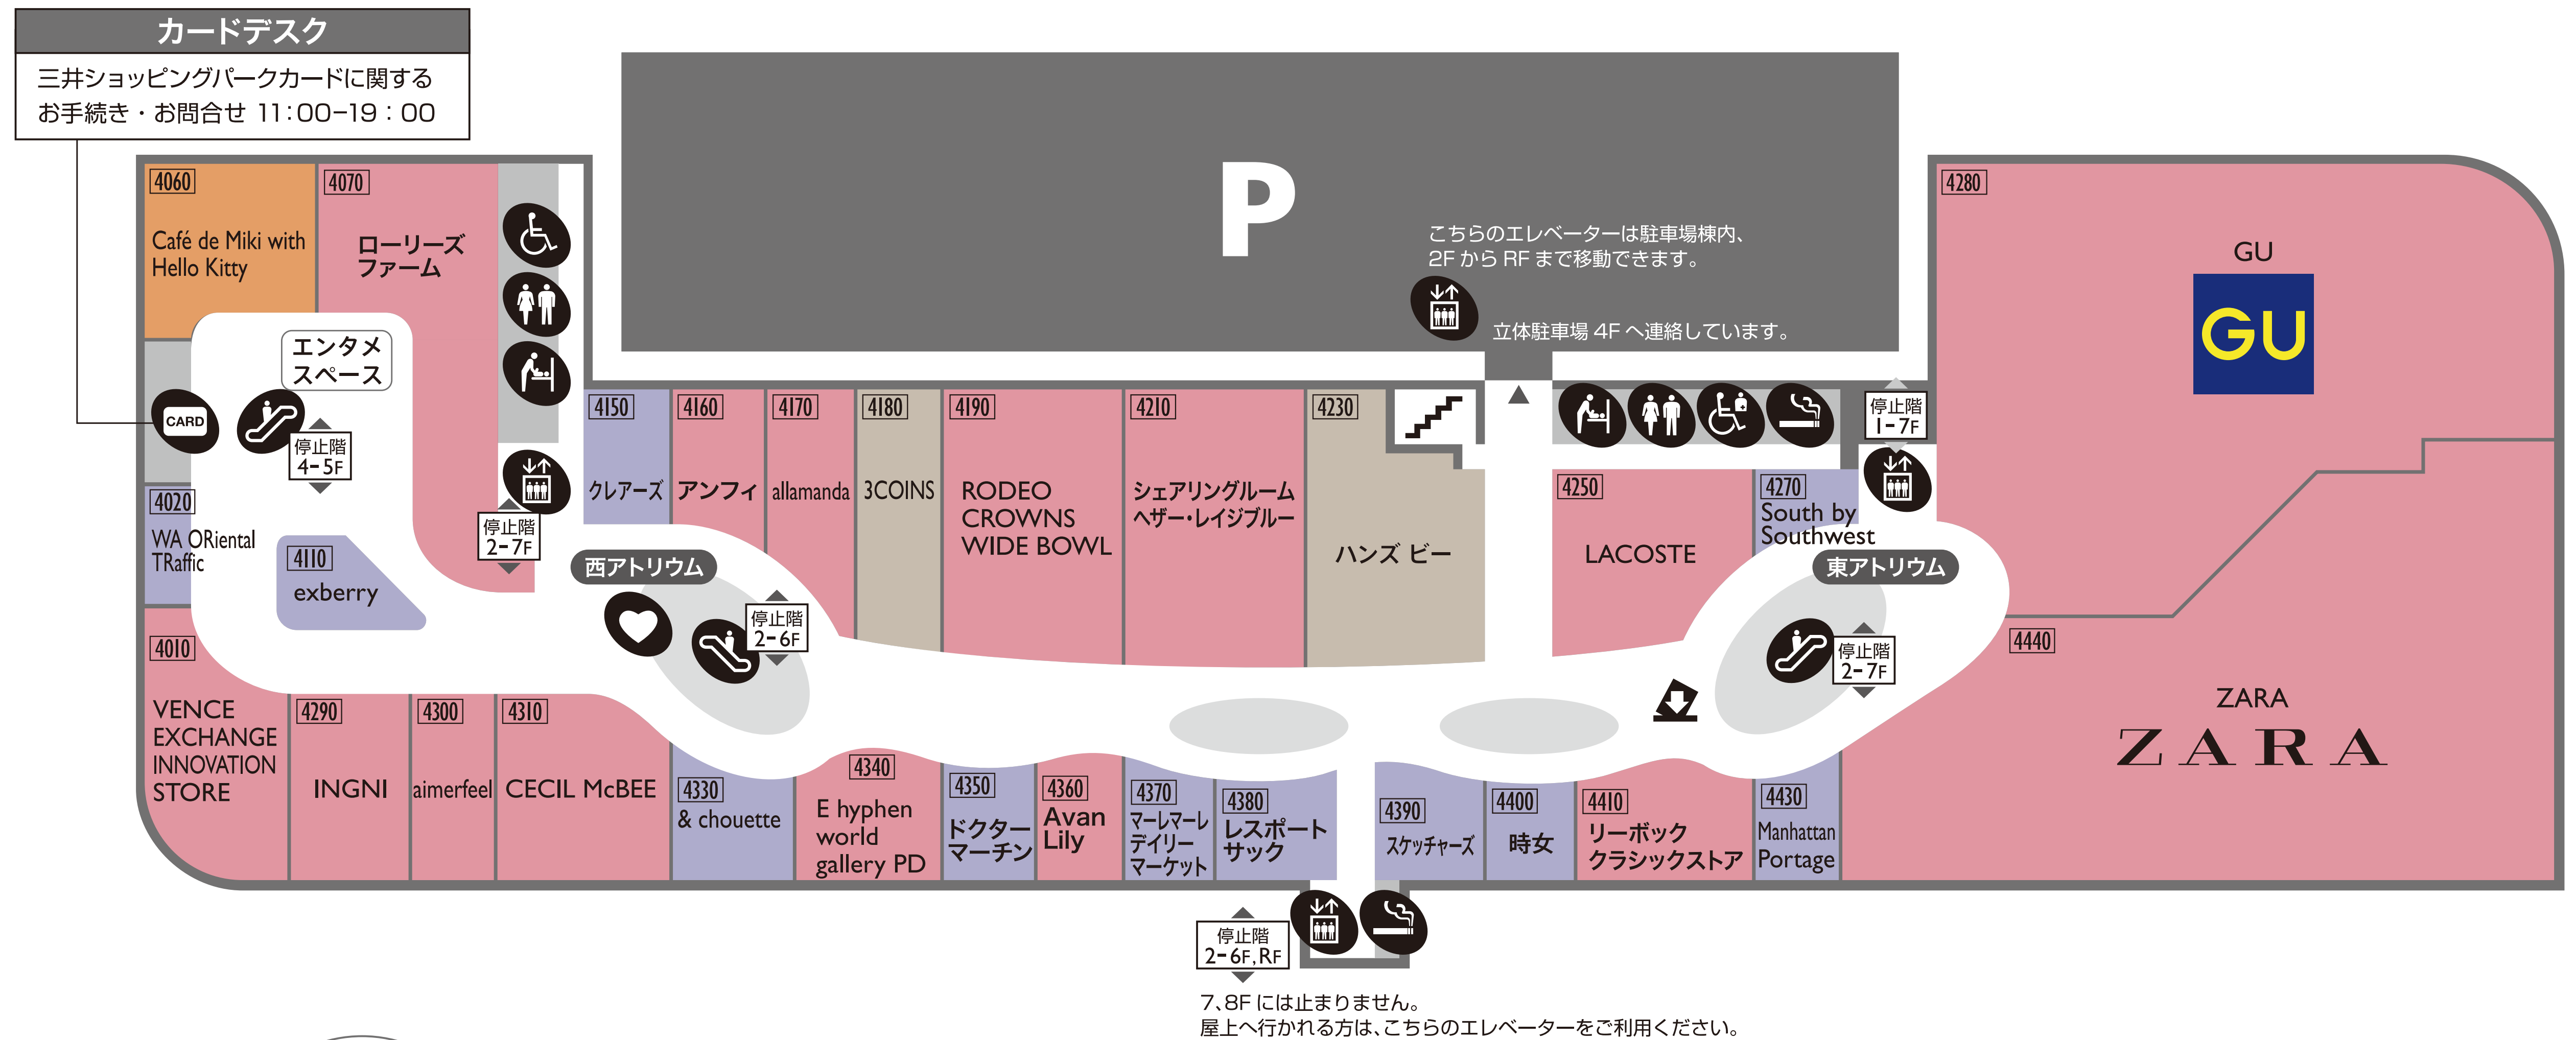 カードデスク
三井ショッピングパークカードに関する
お手続き・お問合せ 11:00-19:00
P
こちらのエレベーターは駐車場棟内、
2FからRFまで移動できます。
立体駐車場4Fへ連絡しています。
4060
Café de Miki with
Hello Kitty
4070
ローリーズ
ファーム
エンタメ
スペース
CARD
停止階
4-5F
4020
WA ORiental
TRaffic
4110
exberry
停止階
2-7F
4010
VENCE
EXCHANGE
INNOVATION
STORE
4150
クレアーズ
4160
アンフィ
4170
allamanda
4180
3COINS
4190
RODEO
CROWNS
WIDE BOWL
4210
シェアリングルーム
ヘザー・レイジブルー
4230
ハンズ ビー
4250
LACOSTE
4270
South by
Southwest
停止階
1-7F
4280
GU
GU
西アトリウム
停止階
2-6F
東アトリウム
停止階
2-7F
4440
ZARA
ZARA
4290
INGNI
4300
aimerfeel
4310
CECIL McBEE
4330
& chouette
4340
E hyphen
world
gallery PD
4350
ドクター
マーチン
4360
Avan
Lily
4370
マーレマーレ
デイリー
マーケット
4380
レスポート
サック
4390
スケッチャーズ
4400
時女
4410
リーボック
クラシックストア
4430
Manhattan
Portage
停止階
2-6F,RF
7、8Fには止まりません。
屋上へ行かれる方は、こちらのエレベーターをご利用ください。